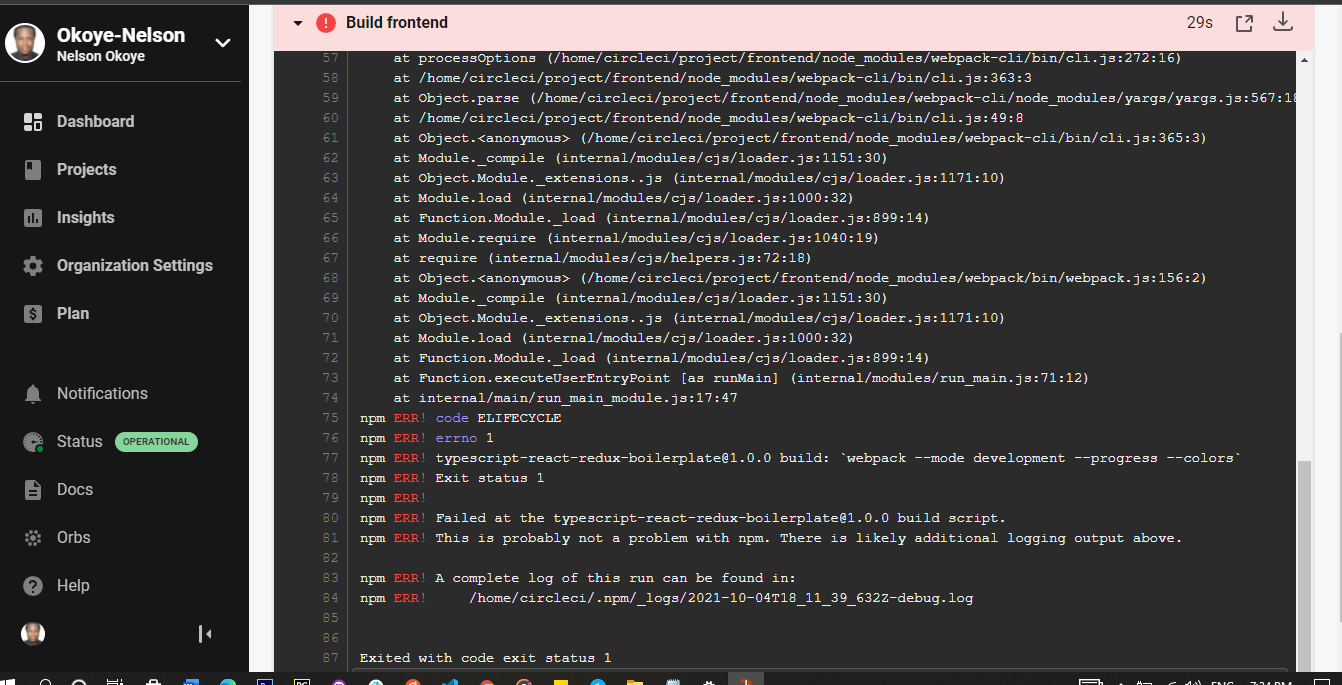 Okoye-Nelson
Nelson Okoye
Dashboard
Projects
Insights
Organization Settings
Plan
Notifications
Status OPERATIONAL
Docs
Orbs
Help
Build frontend 29s
57 at processOptions (/home/circleci/project/frontend/node_modules/webpack-cli/bin/cli.js:272:16)
58 at /home/circleci/project/frontend/node_modules/webpack-cli/bin/cli.js:363:3
59 at Object.parse (/home/circleci/project/frontend/node_modules/webpack-cli/node_modules/yargs/yargs.js:567:18
60 at /home/circleci/project/frontend/node_modules/webpack-cli/bin/cli.js:49:8
61 at Object.<anonymous> (/home/circleci/project/frontend/node_modules/webpack-cli/bin/cli.js:365:3)
62 at Module._compile (internal/modules/cjs/loader.js:1151:30)
63 at Object.Module._extensions..js (internal/modules/cjs/loader.js:1171:10)
64 at Module.load (internal/modules/cjs/loader.js:1000:32)
65 at Function.Module._load (internal/modules/cjs/loader.js:899:14)
66 at Module.require (internal/modules/cjs/loader.js:1040:19)
67 at require (internal/modules/cjs/helpers.js:72:18)
68 at Object.<anonymous> (/home/circleci/project/frontend/node_modules/webpack/bin/webpack.js:156:2)
69 at Module._compile (internal/modules/cjs/loader.js:1151:30)
70 at Object.Module._extensions..js (internal/modules/cjs/loader.js:1171:10)
71 at Module.load (internal/modules/cjs/loader.js:1000:32)
72 at Function.Module._load (internal/modules/cjs/loader.js:899:14)
73 at Function.executeUserEntryPoint [as runMain] (internal/modules/run_main.js:71:12)
74 at internal/main/run_main_module.js:17:47
75 npm ERR! code ELIFECYCLE
76 npm ERR! errno 1
77 npm ERR! typescript-react-redux-boilerplate@1.0.0 build: `webpack --mode development --progress --colors`
78 npm ERR! Exit status 1
79 npm ERR!
80 npm ERR! Failed at the typescript-react-redux-boilerplate@1.0.0 build script.
81 npm ERR! This is probably not a problem with npm. There is likely additional logging output above.
82
83 npm ERR! A complete log of this run can be found in:
84 npm ERR! /home/circleci/.npm/_logs/2021-10-04T18_11_39_632Z-debug.log
85
86
87 Exited with code exit status 1
ENG 7:24 PM